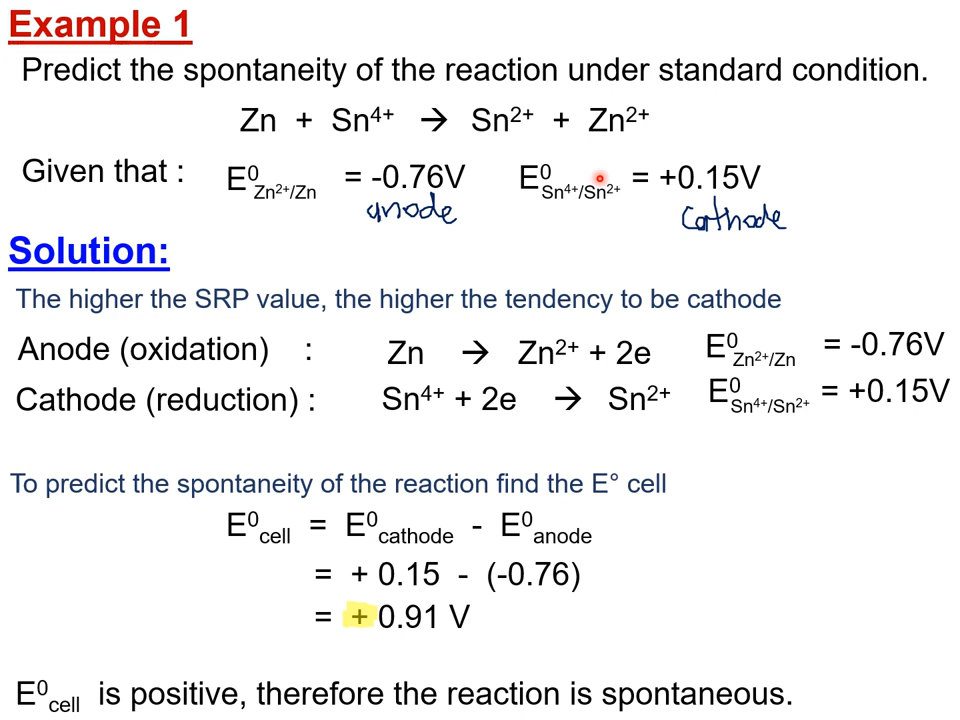 Example 1
Predict the spontaneity of the reaction under standard condition.
Zn + Sn⁴⁺ → Sn²⁺ + Zn²⁺
Given that : E⁰Zn²⁺/Zn = -0.76V E⁰Sn⁴⁺/Sn²⁺ = +0.15V
anode cathode
Solution:
The higher the SRP value, the higher the tendency to be cathode
Anode (oxidation) : Zn → Zn²⁺ + 2e E⁰Zn²⁺/Zn = -0.76V
Cathode (reduction) : Sn⁴⁺ + 2e → Sn²⁺ E⁰Sn⁴⁺/Sn²⁺ = +0.15V
To predict the spontaneity of the reaction find the E° cell
E⁰cell = E⁰cathode - E⁰anode
= + 0.15 - (-0.76)
= + 0.91 V
E⁰cell is positive, therefore the reaction is spontaneous.